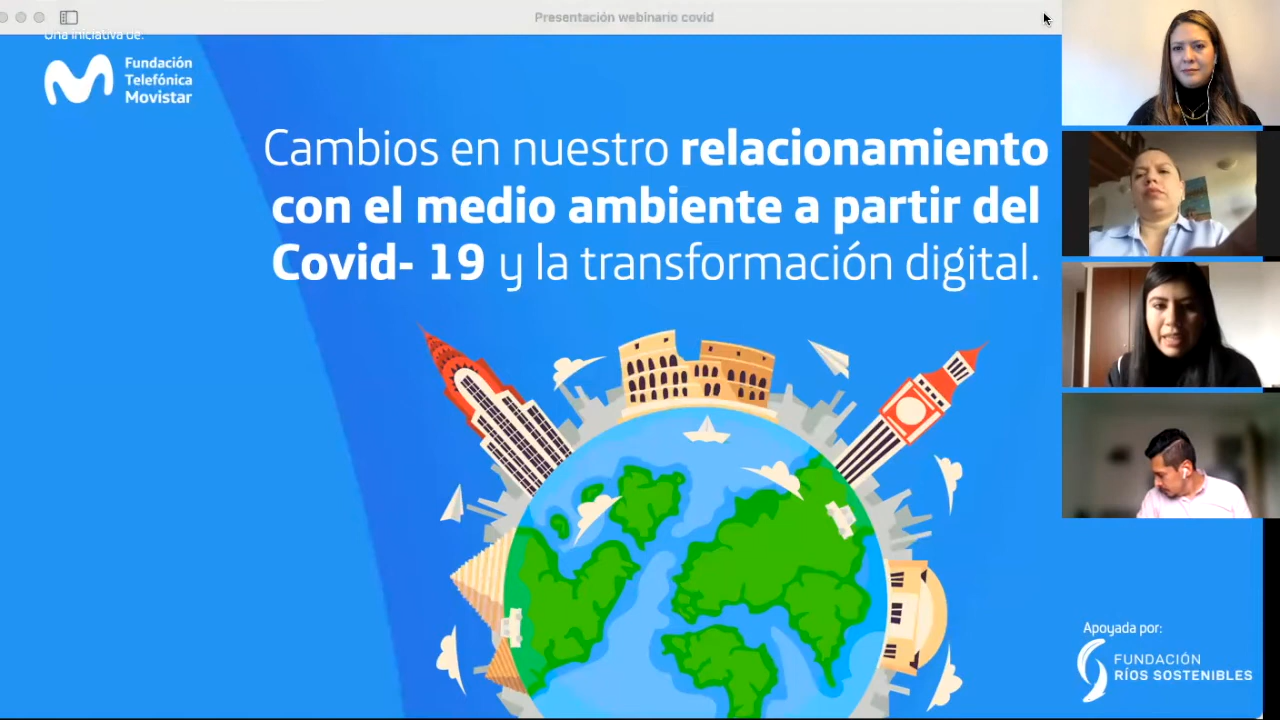 Presentación webinario covid
Una iniciativa de:
Fundación
Telefónica
Movistar
Cambios en nuestro relacionamiento
con el medio ambiente a partir del
Covid- 19 y la transformación digital.
Apoyada por:
FUNDACIÓN
RÍOS SOSTENIBLES